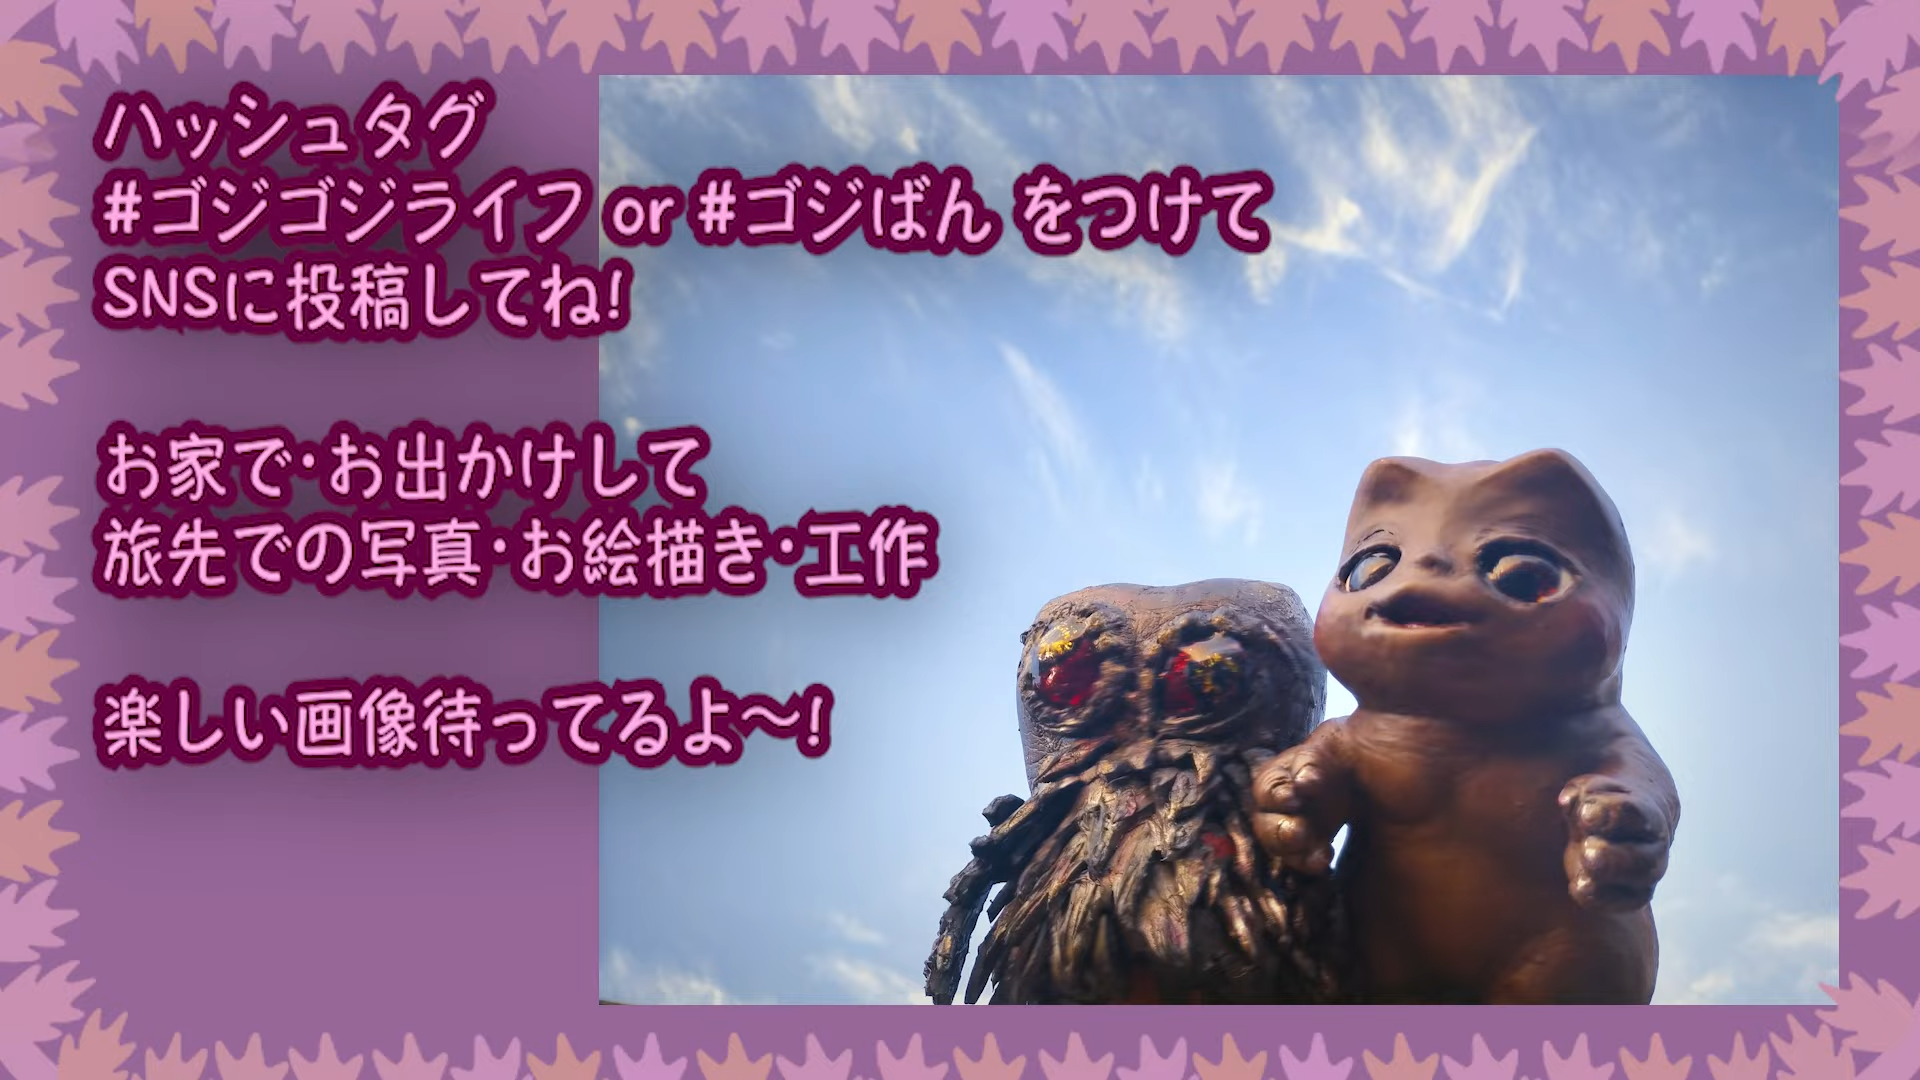 ハッシュタグ
#ゴジゴジライフ or #ゴジばん をつけて
SNSに投稿してね!
お家で・お出かけして
旅先での写真・お絵描き・工作
楽しい画像待ってるよ〜!